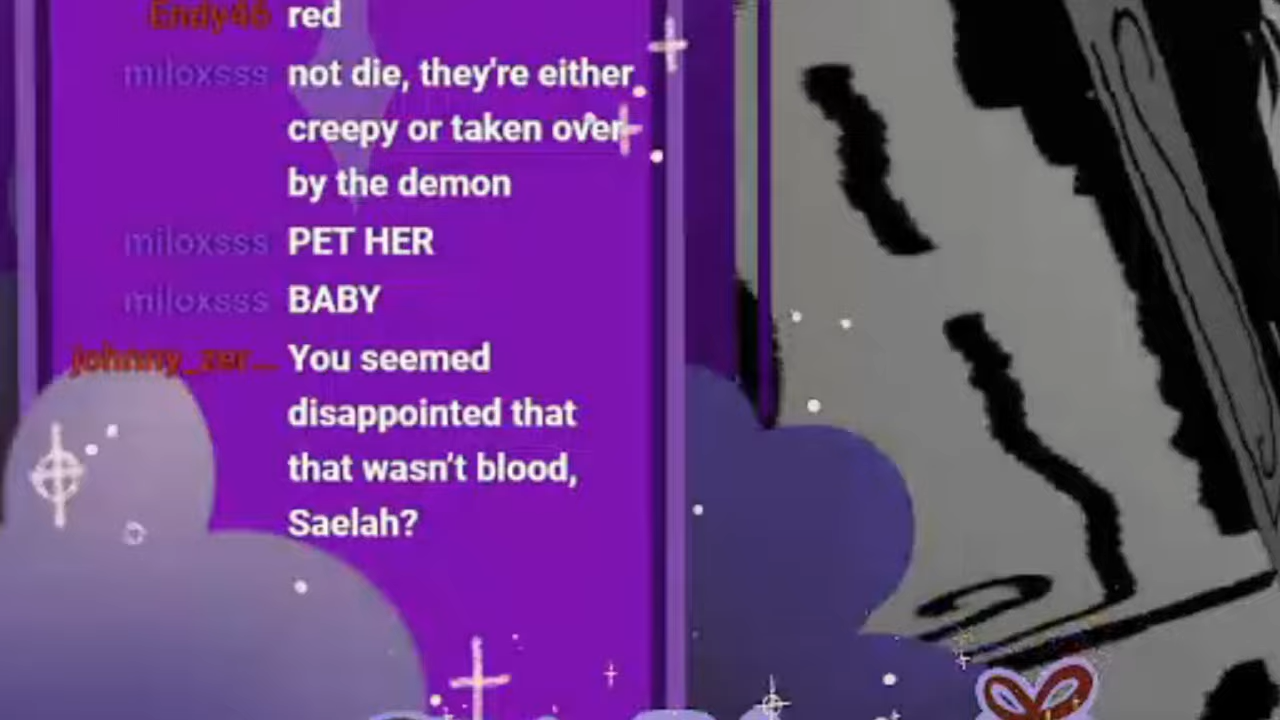 Endy46 red
miloxsss not die, they're either
creepy or taken over
by the demon
miloxsss PET HER
miloxsss BABY
johnny_zer... You seemed
disappointed that
that wasn't blood,
Saelah?